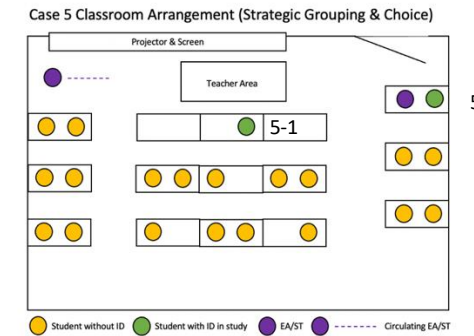 Case 5 Classroom Arrangement (Strategic Grouping & Choice)
Projector & Screen
Teacher Area
5-1
Student without ID
Student with ID in study
EA/ST
Circulating EA/ST